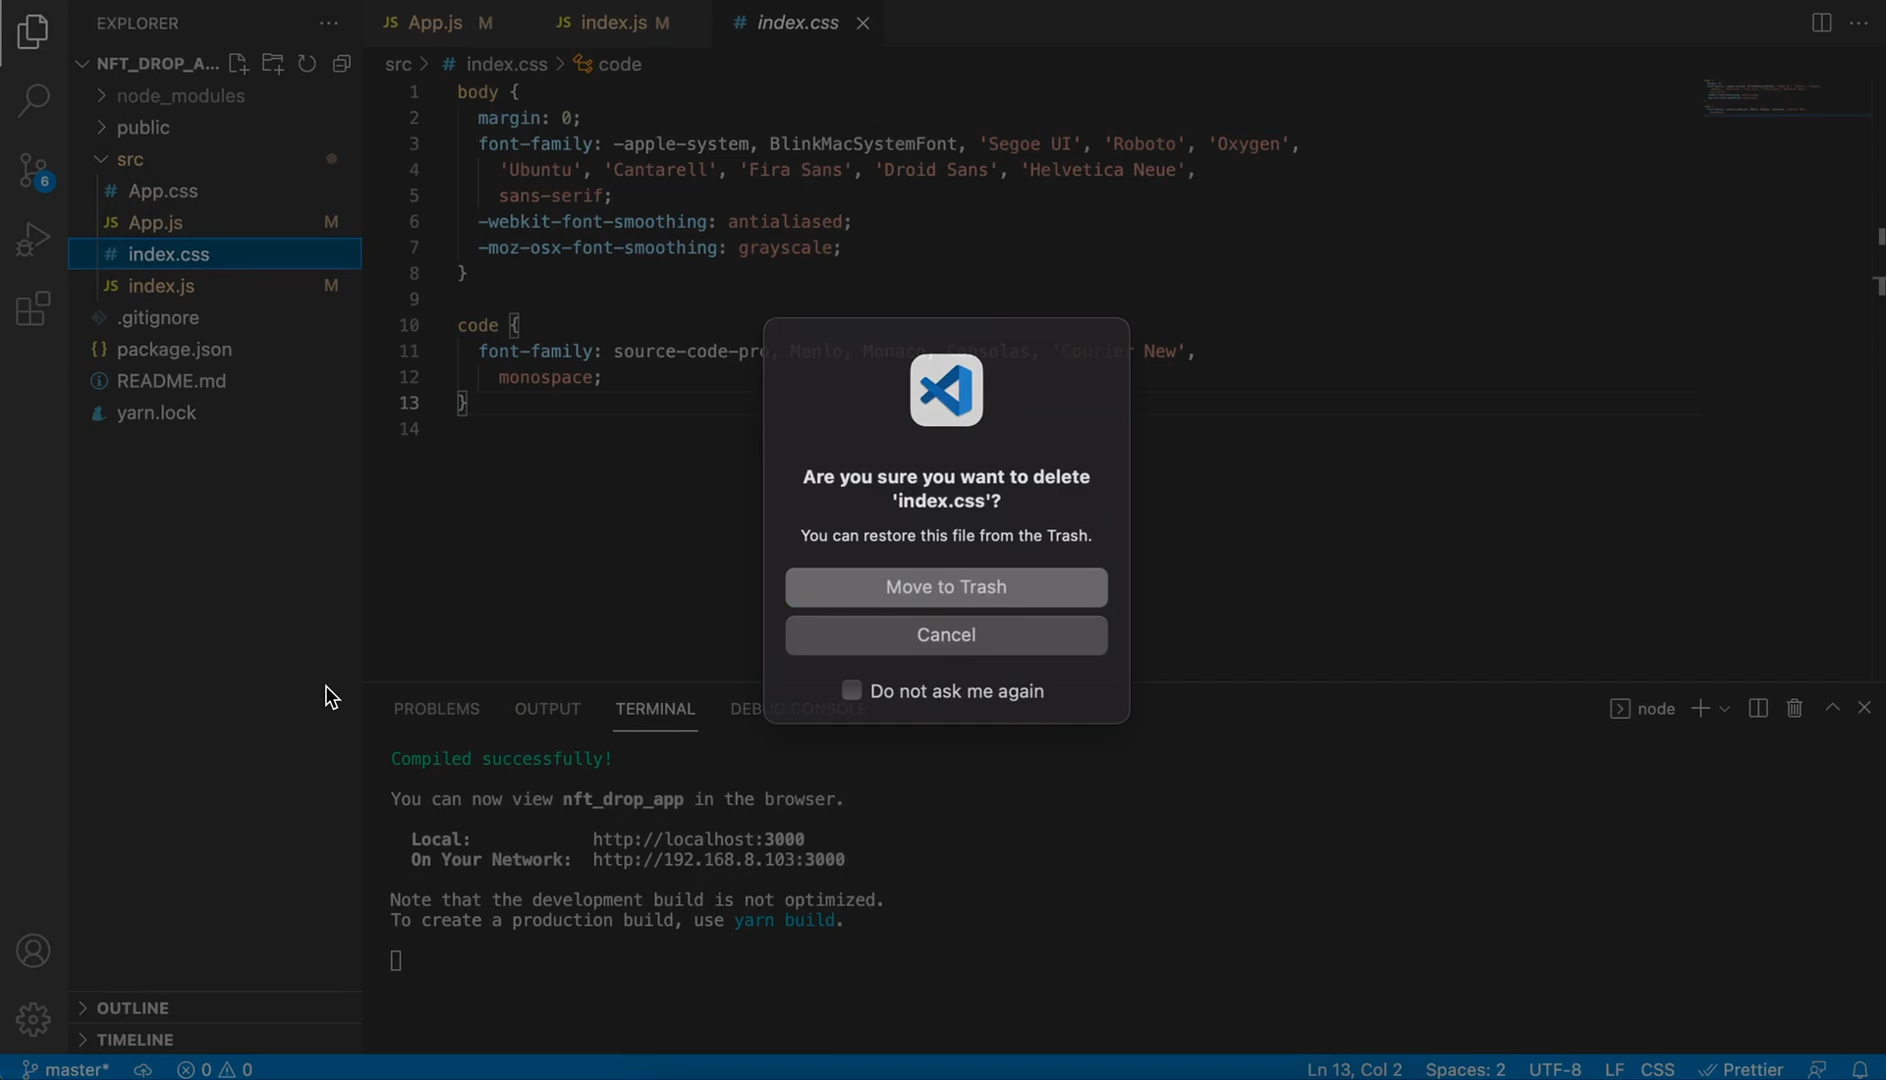 EXPLORER
NFT_DROP_A...
node_modules
public
src
App.css
App.js M
index.css
index.js M
.gitignore
package.json
README.md
yarn.lock
OUTLINE
TIMELINE
6
JS App.js M
JS index.js M
# index.css
src > # index.css > code
1 body {
2 margin: 0;
3 font-family: -apple-system, BlinkMacSystemFont, 'Segoe UI', 'Roboto', 'Oxygen',
4 'Ubuntu', 'Cantarell', 'Fira Sans', 'Droid Sans', 'Helvetica Neue',
5 sans-serif;
6 -webkit-font-smoothing: antialiased;
7 -moz-osx-font-smoothing: grayscale;
8 }
9
10 code {
11 font-family: source-code-pro, Menlo, Monaco, Consolas, 'Courier New',
12 monospace;
13 }
14
Are you sure you want to delete
'index.css'?
You can restore this file from the Trash.
Move to Trash
Cancel
Do not ask me again
PROBLEMS OUTPUT TERMINAL DEBUG CONSOLE
node
Compiled successfully!
You can now view nft_drop_app in the browser.
Local: http://localhost:3000
On Your Network: http://192.168.8.103:3000
Note that the development build is not optimized.
To create a production build, use yarn build.
master* 0 0 Ln 13, Col 2 Spaces: 2 UTF-8 LF CSS Prettier